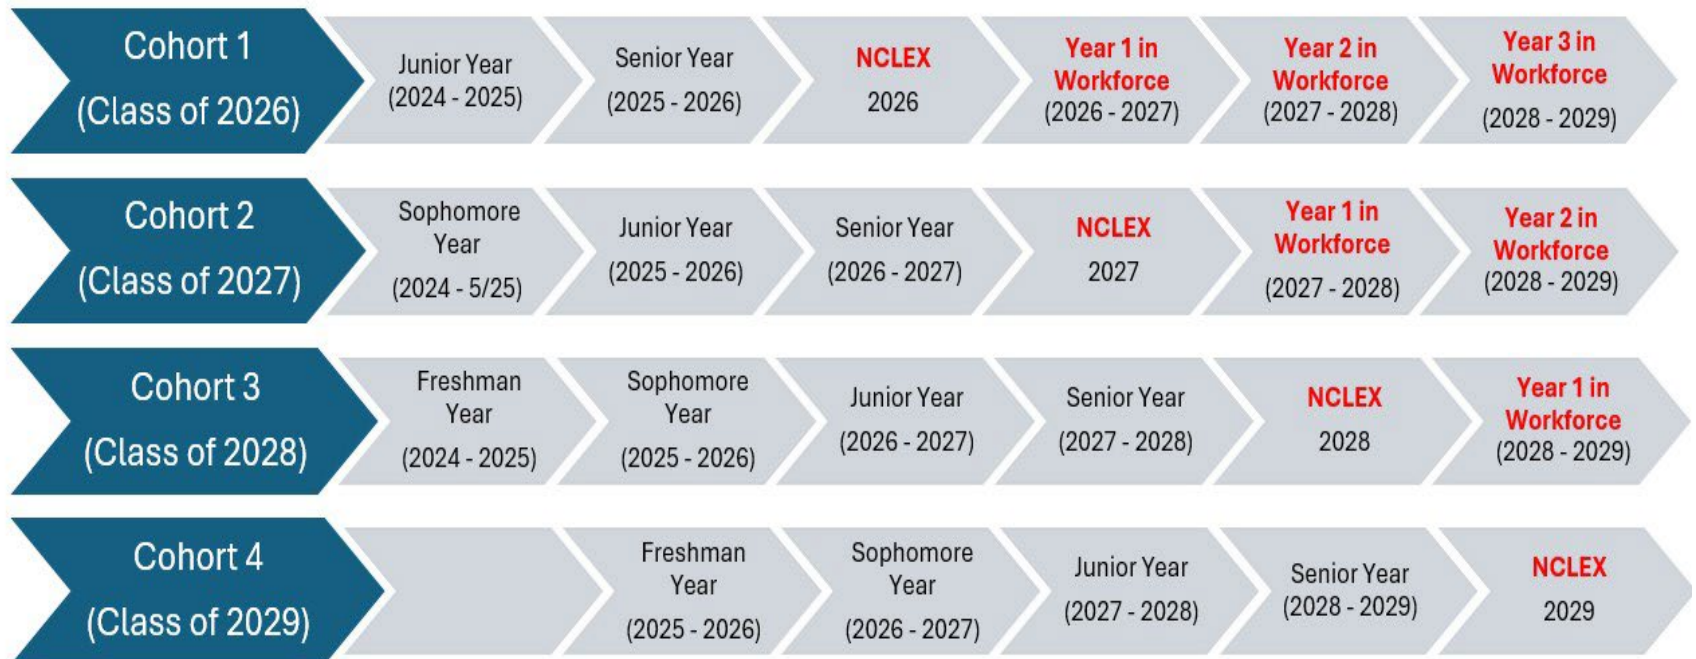 Cohort 1
(Class of 2026)
Junior Year
(2024 - 2025)
Senior Year
(2025 - 2026)
NCLEX
2026
Year 1 in
Workforce
(2026 - 2027)
Year 2 in
Workforce
(2027 - 2028)
Year 3 in
Workforce
(2028 - 2029)
Cohort 2
(Class of 2027)
Sophomore
Year
(2024 - 5/25)
Junior Year
(2025 - 2026)
Senior Year
(2026 - 2027)
NCLEX
2027
Year 1 in
Workforce
(2027 - 2028)
Year 2 in
Workforce
(2028 - 2029)
Cohort 3
(Class of 2028)
Freshman
Year
(2024 - 2025)
Sophomore
Year
(2025 - 2026)
Junior Year
(2026 - 2027)
Senior Year
(2027 - 2028)
NCLEX
2028
Year 1 in
Workforce
(2028 - 2029)
Cohort 4
(Class of 2029)
Freshman
Year
(2025 - 2026)
Sophomore
Year
(2026 - 2027)
Junior Year
(2027 - 2028)
Senior Year
(2028 - 2029)
NCLEX
2029